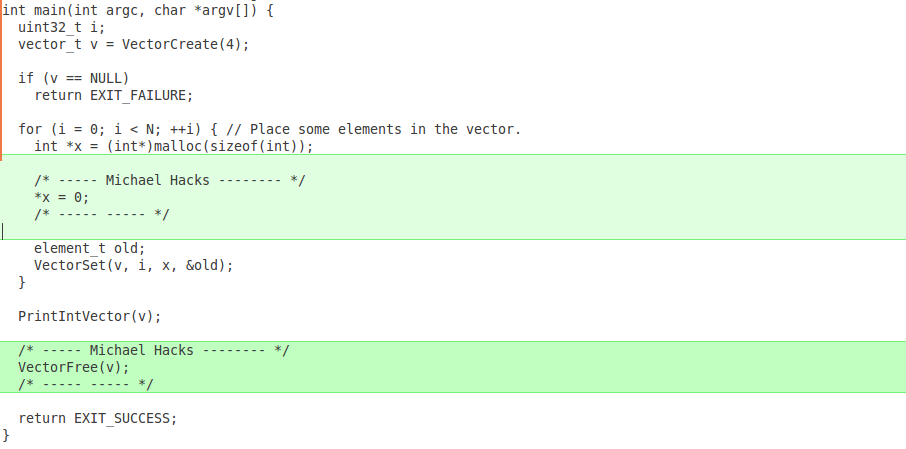 int main(int argc, char *argv[]) {
  uint32_t i;
  vector_t v = VectorCreate(4);
  if (v == NULL)
    return EXIT_FAILURE;
  for (i = 0; i < N; ++i) { // Place some elements in the vector.
    int *x = (int*)malloc(sizeof(int));
    /* ----- Michael Hacks -------- */
    *x = 0;
    /* ----- ----- */
    element_t old;
    VectorSet(v, i, x, &old);
  }
  PrintIntVector(v);
  /* ----- Michael Hacks -------- */
  VectorFree(v);
  /* ----- ----- */
  return EXIT_SUCCESS;
}